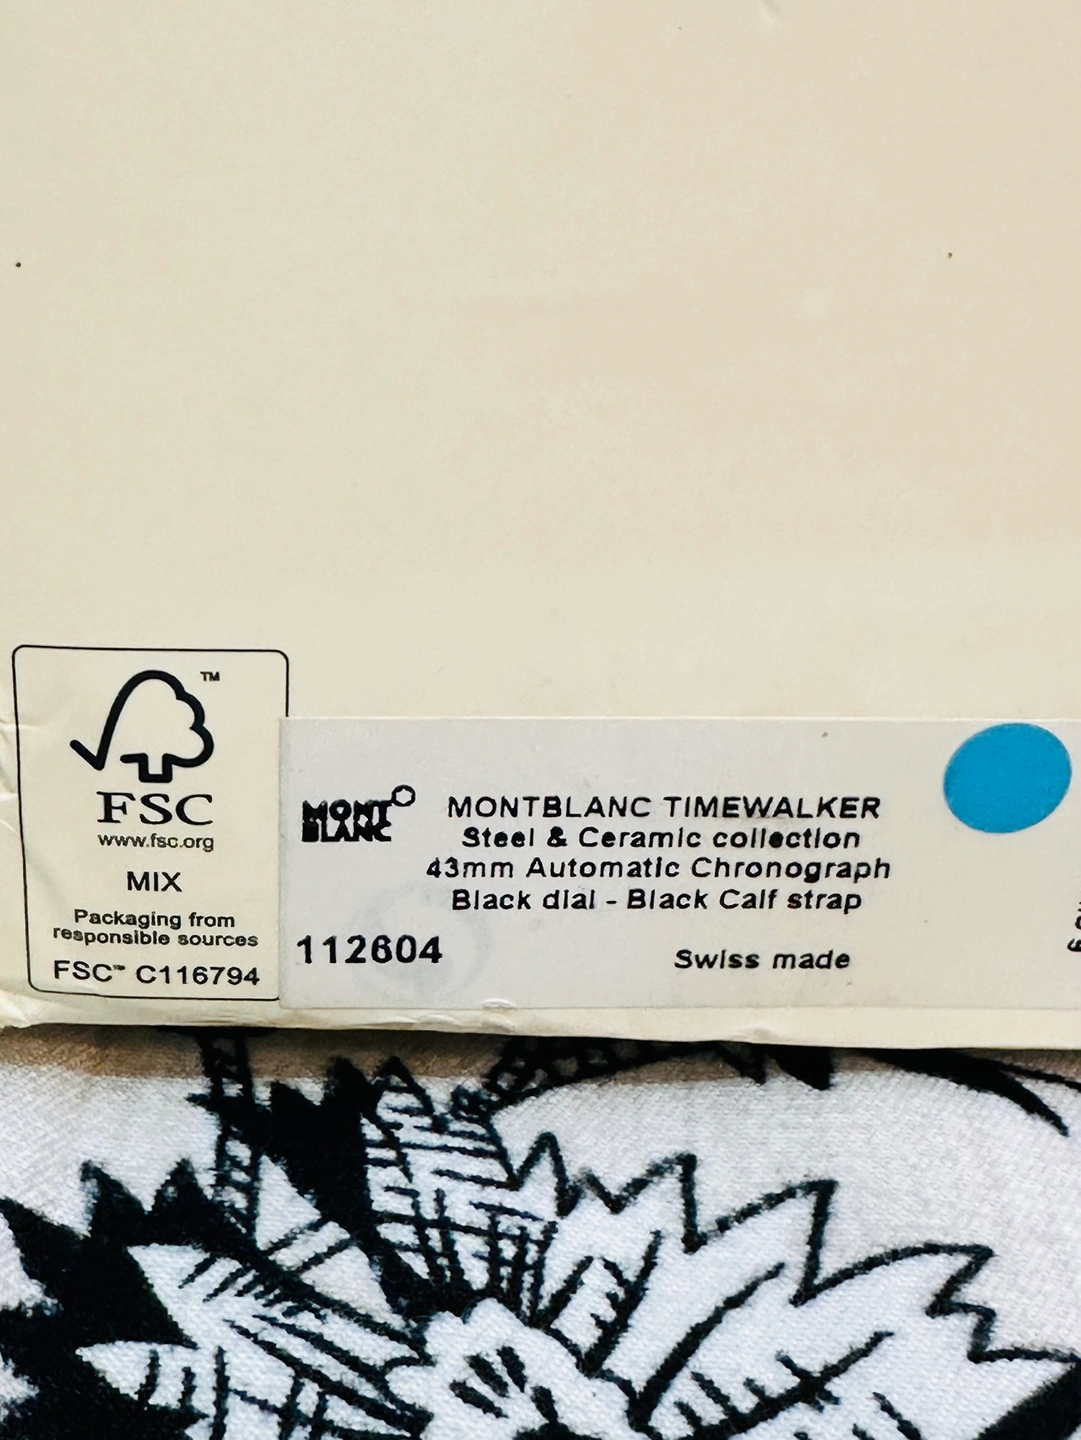 TM
FSC
www.fsc.org
MIX
Packaging from
responsible sources
FSC™ C116794
MONT
BLANC
MONTBLANC TIMEWALKER
Steel & Ceramic collection
43mm Automatic Chronograph
Black dial - Black Calf strap
112604
Swiss made